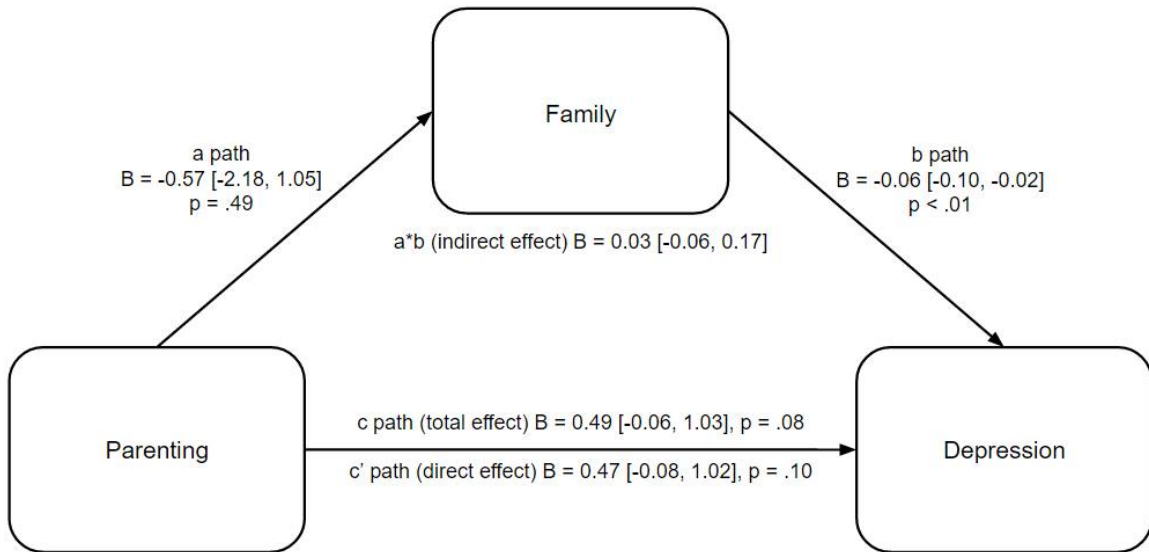 Family
a path
B = -0.57 [-2.18, 1.05]
p = .49
b path
B = -0.06 [-0.10, -0.02]
p < .01
a*b (indirect effect) B = 0.03 [-0.06, 0.17]
Parenting
c path (total effect) B = 0.49 [-0.06, 1.03], p = .08
c' path (direct effect) B = 0.47 [-0.08, 1.02], p = .10
Depression